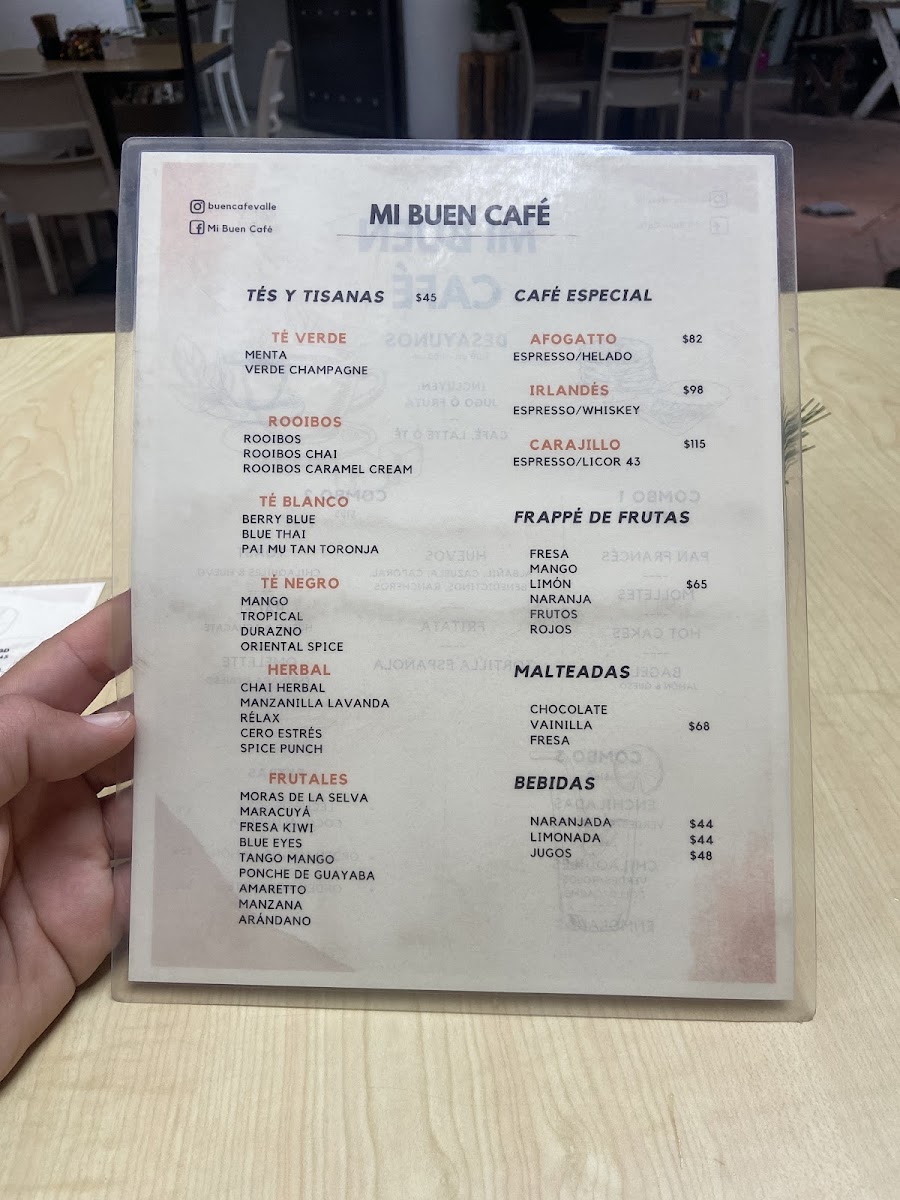 buencafevalle
Mi Buen Café
MI BUEN CAFÉ
TÉS Y TISANAS $45
TÉ VERDE
MENTA
VERDE CHAMPAGNE
ROOIBOS
ROOIBOS
ROOIBOS CHAI
ROOIBOS CARAMEL CREAM
TÉ BLANCO
BERRY BLUE
BLUE THAI
PAI MU TAN TORONJA
TÉ NEGRO
MANGO
TROPICAL
DURAZNO
ORIENTAL SPICE
HERBAL
CHAI HERBAL
MANZANILLA LAVANDA
RÉLAX
CERO ESTRÉS
SPICE PUNCH
FRUTALES
MORAS DE LA SELVA
MARACUYÁ
FRESA KIWI
BLUE EYES
TANGO MANGO
PONCHE DE GUAYABA
AMARETTO
MANZANA
ARÁNDANO
CAFÉ ESPECIAL
AFOGATTO $82
ESPRESSO/HELADO
IRLANDÉS $98
ESPRESSO/WHISKEY
CARAJILLO $115
ESPRESSO/LICOR 43
FRAPPÉ DE FRUTAS
FRESA
MANGO
LIMÓN $65
NARANJA
FRUTOS
ROJOS
MALTEADAS
CHOCOLATE
VAINILLA $68
FRESA
BEBIDAS
NARANJADA $44
LIMONADA $44
JUGOS $48